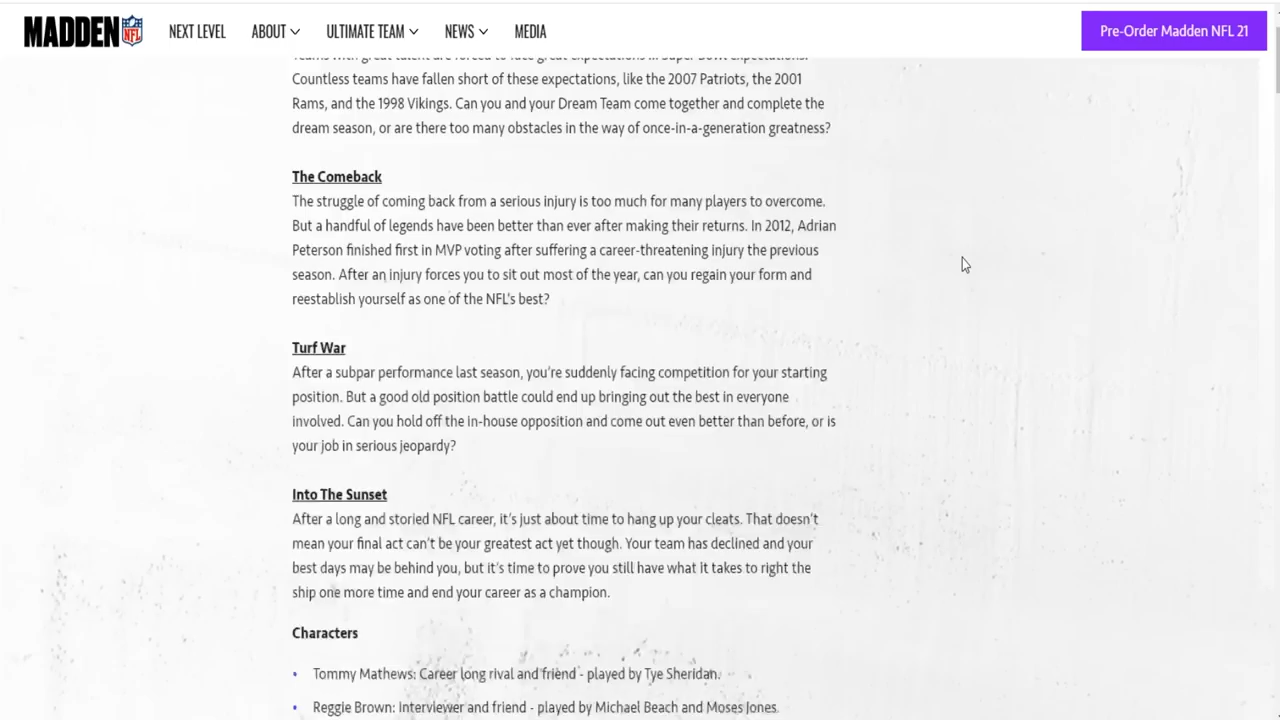 MADDEN NFL NEXT LEVEL ABOUT ULTIMATE TEAM NEWS MEDIA Pre-Order Madden NFL 21
Teams with great talent are forced to face great expectations in Super Bowl expectations.
Countless teams have fallen short of these expectations, like the 2007 Patriots, the 2001
Rams, and the 1998 Vikings. Can you and your Dream Team come together and complete the
dream season, or are there too many obstacles in the way of once-in-a-generation greatness?
The Comeback
The struggle of coming back from a serious injury is too much for many players to overcome.
But a handful of legends have been better than ever after making their returns. In 2012, Adrian
Peterson finished first in MVP voting after suffering a career-threatening injury the previous
season. After an injury forces you to sit out most of the year, can you regain your form and
reestablish yourself as one of the NFL's best?
Turf War
After a subpar performance last season, you're suddenly facing competition for your starting
position. But a good old position battle could end up bringing out the best in everyone
involved. Can you hold off the in-house opposition and come out even better than before, or is
your job in serious jeopardy?
Into The Sunset
After a long and storied NFL career, it's just about time to hang up your cleats. That doesn't
mean your final act can't be your greatest act yet though. Your team has declined and your
best days may be behind you, but it's time to prove you still have what it takes to right the
ship one more time and end your career as a champion.
Characters
• Tommy Mathews: Career long rival and friend - played by Tye Sheridan.
• Reggie Brown: Interviewer and friend - played by Michael Beach and Moses Jones.